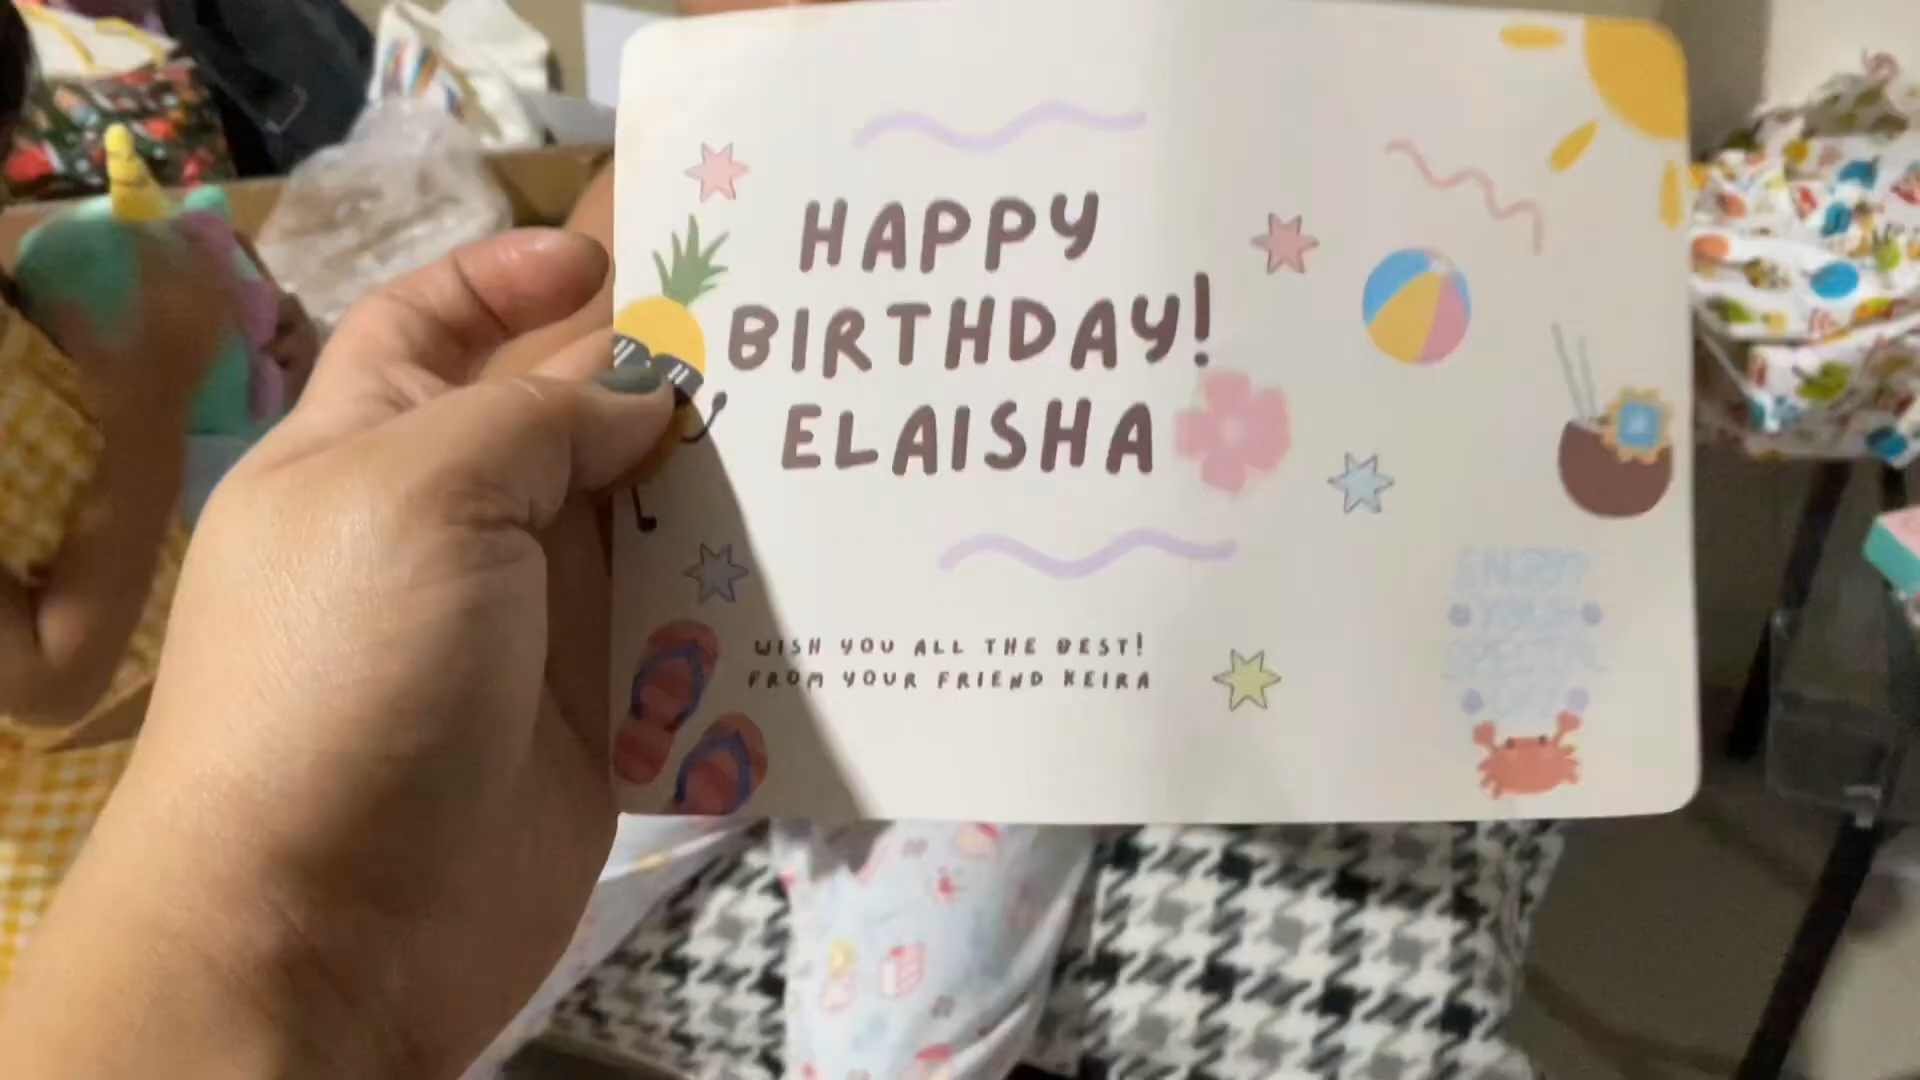 HAPPY
BIRTHDAY!
ELAISHA
WISH YOU ALL THE BEST!
FROM YOUR FRIEND KEIRA